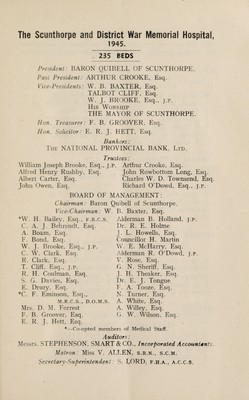 The Scunthorpe and District War Memorial Hospital,
1945.
235 BEDS
President: BARON QUIBELL OF SCUNTHORPE.
Past President: ARTHUR CROOKE, Esq.
Vice-Presidents: W. B. BAXTER, Esq.
TALBOT CLIFF, Esq.
W. J. BROOKE, Esq., J.P.
HIS WORSHIP
THE MAYOR OF SCUNTHORPE.
Hon. Treasurer: F. B. GROOVER, Esq.
Hon. Solicitor: E. R. J. HETT, Esq.
Bankers:
THE NATIONAL PROVINCIAL BANK, LTD.
Trustees:
William Joseph Brooke, Esq., J.P. Arthur Crooke, Esq.
Alfred Henry Rushby, Esq. John Rowbottom Long, Esq.
Albert Carter, Esq. Charles W. D. Townsend, Esq.
John Owen, Esq. Richard O'Dowd, Esq., J.P.
BOARD OF MANAGEMENT:
Chairman: Baron Quibell of Scunthorpe.
Vice-Chairman: W. B. Baxter, Esq.
*W. H. Bailey, Esq., F.R.C.S. Alderman B. Holland, J.P.
C. A. J. Behrndt, Esq. Dr. R. E. Holme
A. Boam, Esq. J. L. Howells, Esq.
F. Bond, Esq. Councillor H. Martin
W. J. Brooke, Esq., J.P. W. E. McHarry, Esq.
C. W. Clark, Esq. Alderman R. O'Dowd, J.P.
R. Clark, Esq. V. Rose, Esq.
T. Cliff, Esq., J.P. G. N. Sheriff, Esq.
R. H. Coulman, Esq. J. H. Thraker, Esq.
S. G. Davies, Esq. Dr. E. J. Tongue
E. Drury, Esq. F. A. Tooze, Esq.
*C. F. Eminson, Esq., N. Turner, Esq.
M.R.C.S., D.O.M.S. A. White, Esq.
Mrs. D. M. Forrest A. Willey, Esq.
F. B. Groover, Esq. G. W. Wilson, Esq.
E. R. J. Hett, Esq.
*—Co-opted members of Medical Staff.
Auditors:
MESSRS. STEPHENSON, SMART & CO., Incorporated Accountants.
Matron: Miss V. ALLEN, S.R.N., S.C.M.
Secretary-Superintendent: S. LORD, F.H.A., A.C.C.S.